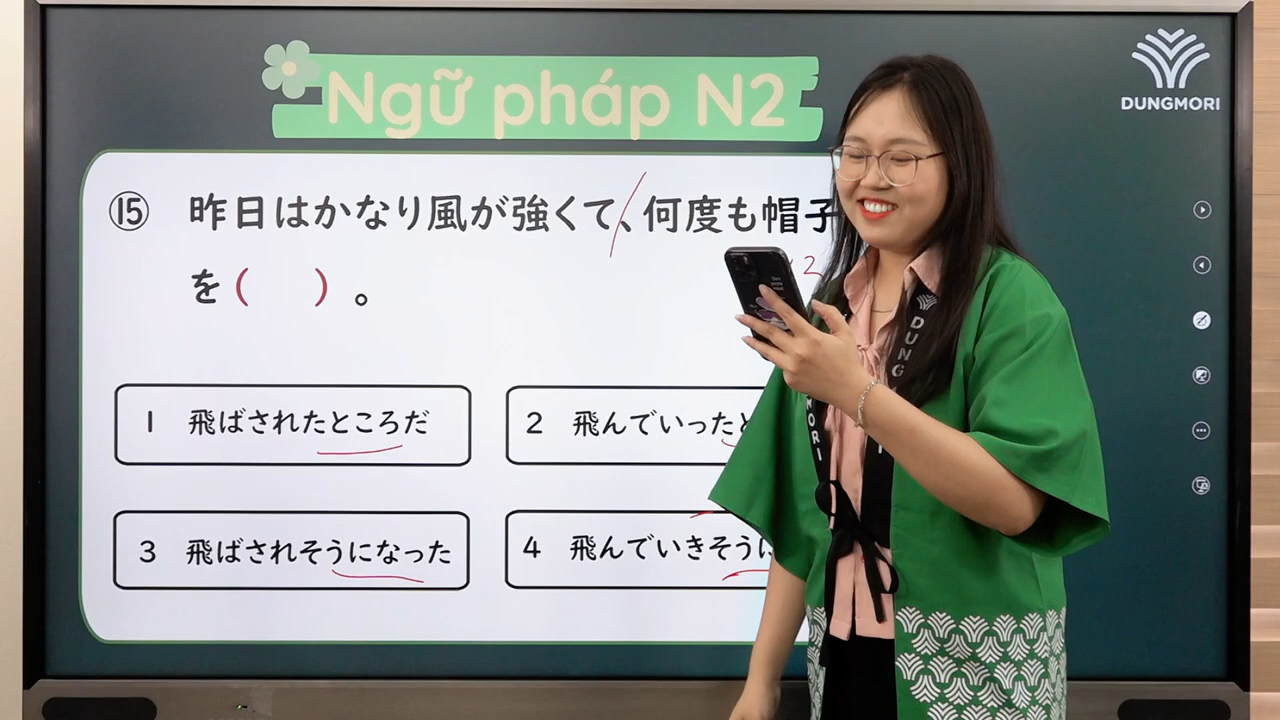 Ngữ pháp N2
DUNGMORI
⑮ 昨日はかなり風が強くて、何度も帽子
を( )。
1 飛ばされたところだ
2 飛んでいった
3 飛ばされそうになった
4 飛んでいきそうに
DUNG
MORI